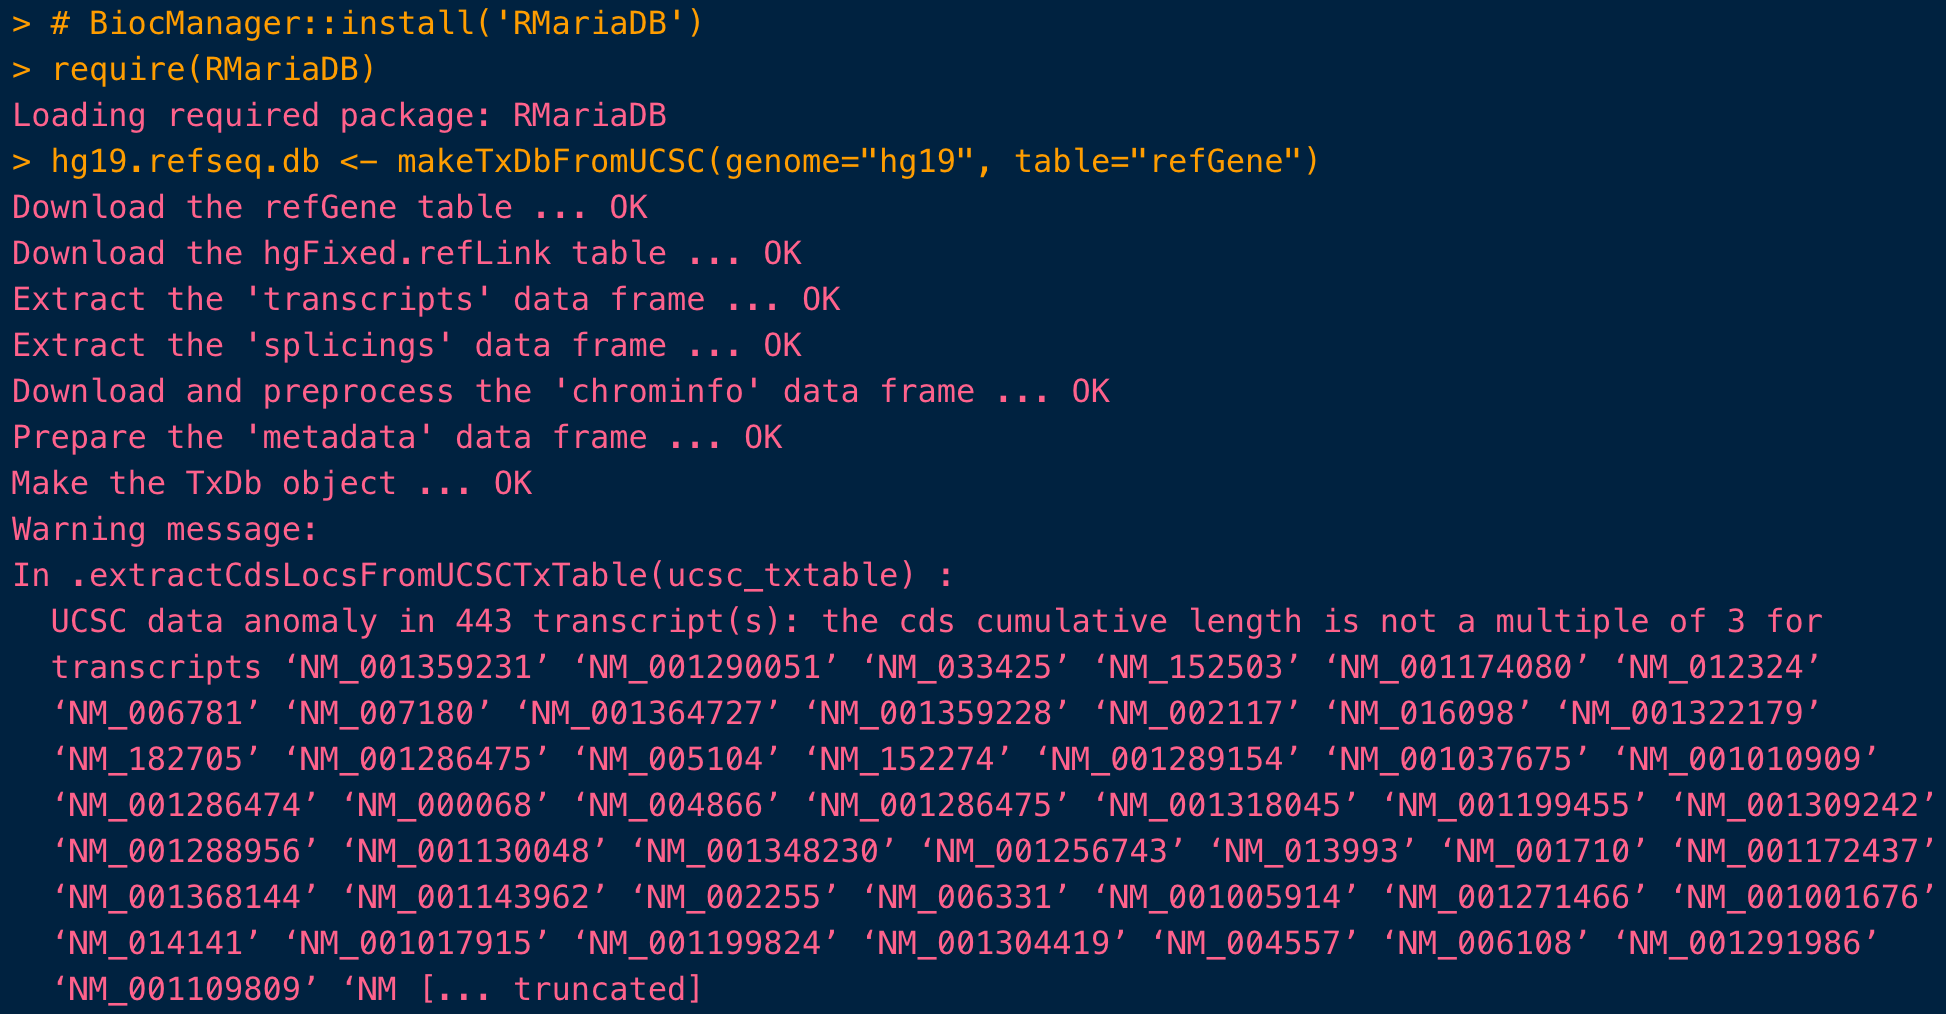 > # BiocManager::install('RMariaDB')
> require(RMariaDB)
Loading required package: RMariaDB
> hg19.refseq.db <- makeTxDbFromUCSC(genome="hg19", table="refGene")
Download the refGene table ... OK
Download the hgFixed.refLink table ... OK
Extract the 'transcripts' data frame ... OK
Extract the 'splicings' data frame ... OK
Download and preprocess the 'chrominfo' data frame ... OK
Prepare the 'metadata' data frame ... OK
Make the TxDb object ... OK
Warning message:
In .extractCdsLocsFromUCSCTxTable(ucsc_txtable) :
  UCSC data anomaly in 443 transcript(s): the cds cumulative length is not a multiple of 3 for
  transcripts ‘NM_001359231’ ‘NM_001290051’ ‘NM_033425’ ‘NM_152503’ ‘NM_001174080’ ‘NM_012324’
  ‘NM_006781’ ‘NM_007180’ ‘NM_001364727’ ‘NM_001359228’ ‘NM_002117’ ‘NM_016098’ ‘NM_001322179’
  ‘NM_182705’ ‘NM_001286475’ ‘NM_005104’ ‘NM_152274’ ‘NM_001289154’ ‘NM_001037675’ ‘NM_001010909’
  ‘NM_001286474’ ‘NM_000068’ ‘NM_004866’ ‘NM_001286475’ ‘NM_001318045’ ‘NM_001199455’ ‘NM_001309242’
  ‘NM_001288956’ ‘NM_001130048’ ‘NM_001348230’ ‘NM_001256743’ ‘NM_013993’ ‘NM_001710’ ‘NM_001172437’
  ‘NM_001368144’ ‘NM_001143962’ ‘NM_002255’ ‘NM_006331’ ‘NM_001005914’ ‘NM_001271466’ ‘NM_001001676’
  ‘NM_014141’ ‘NM_001017915’ ‘NM_001199824’ ‘NM_001304419’ ‘NM_004557’ ‘NM_006108’ ‘NM_001291986’
  ‘NM_001109809’ ‘NM [... truncated]